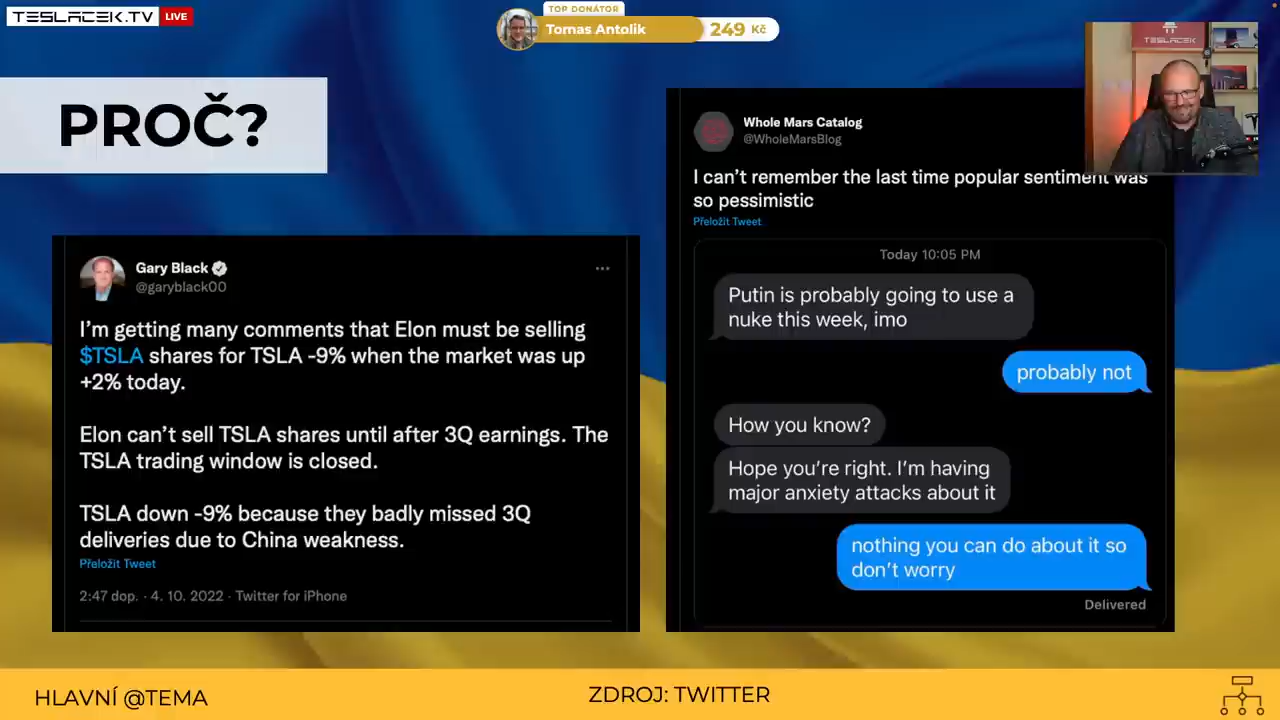 TESLACEK.TV LIVE
TOP DONÁTOR
Tomas Antolik 249 Kč
TESLACEK
PROČ?
Gary Black
@garyblack00
I'm getting many comments that Elon must be selling
$TSLA shares for TSLA -9% when the market was up
+2% today.
Elon can't sell TSLA shares until after 3Q earnings. The
TSLA trading window is closed.
TSLA down -9% because they badly missed 3Q
deliveries due to China weakness.
Přeložit Tweet
2:47 dop. · 4. 10. 2022 · Twitter for iPhone
Whole Mars Catalog
@WholeMarsBlog
I can't remember the last time popular sentiment was
so pessimistic
Přeložit Tweet
Today 10:05 PM
Putin is probably going to use a
nuke this week, imo
probably not
How you know?
Hope you're right. I'm having
major anxiety attacks about it
nothing you can do about it so
don't worry
Delivered
HLAVNÍ @TEMA
ZDROJ: TWITTER